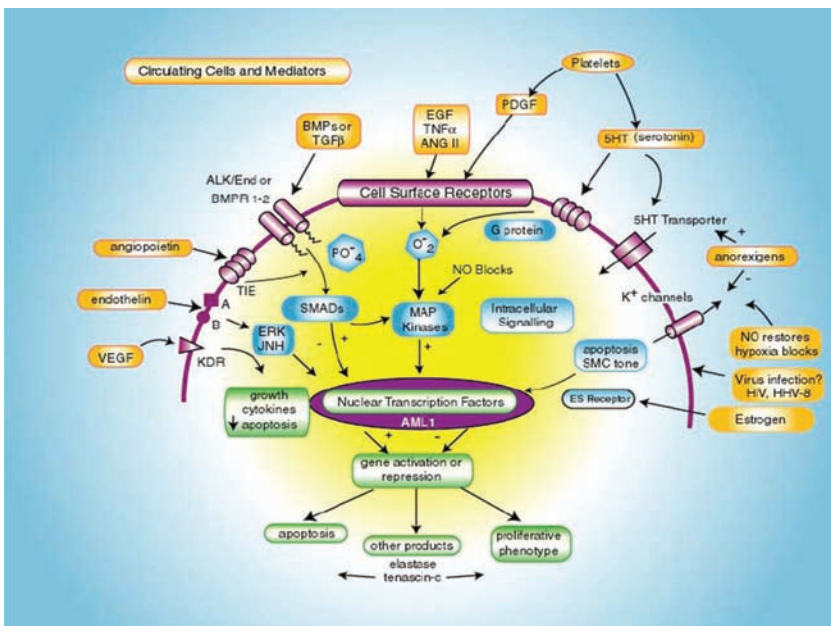 Circulating Cells and Mediators
Platelets
PDGF
EGF
TNFα
ANG II
BMPs or
TGFβ
5HT (serotonin)
ALK/End or
BMPR 1-2
Cell Surface Receptors
5HT Transporter
G protein
O⁻₂
PO⁻₄
+
anorexigens
-
angiopoietin
TIE
NO Blocks
K⁺ channels
endothelin
A
B
SMADs
MAP
Kinases
Intracellular
Signalling
ERK
JNH
- +
+
NO restores
hypoxia blocks
VEGF
KDR
apoptosis
SMC tone
Virus infection?
HIV, HHV-8
growth
cytokines
apoptosis
Nuclear Transcription Factors
AML1
ES Receptor
Estrogen
+ -
gene activation or
repression
apoptosis
other products
proliferative
phenotype
elastase
tenascin-c